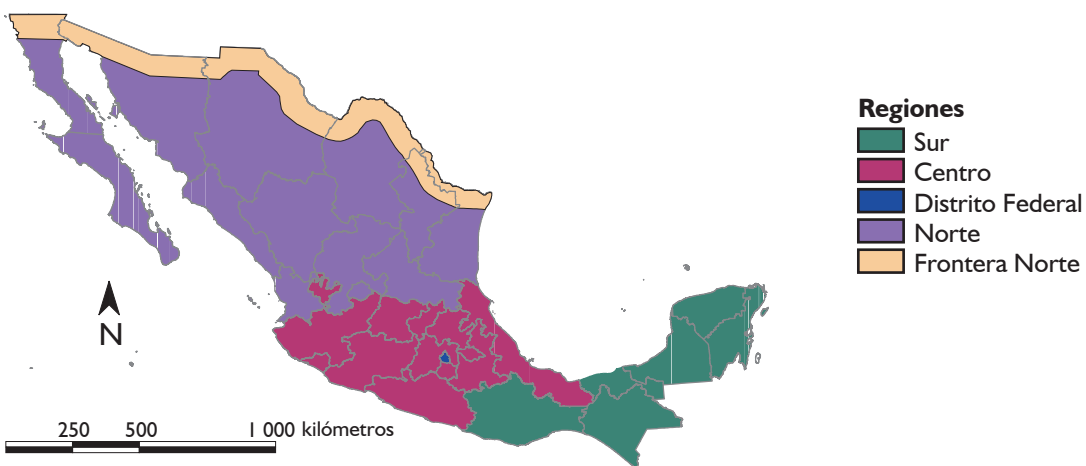 Regiones
Sur
Centro
Distrito Federal
Norte
Frontera Norte
N
250 500 1 000 kilómetros